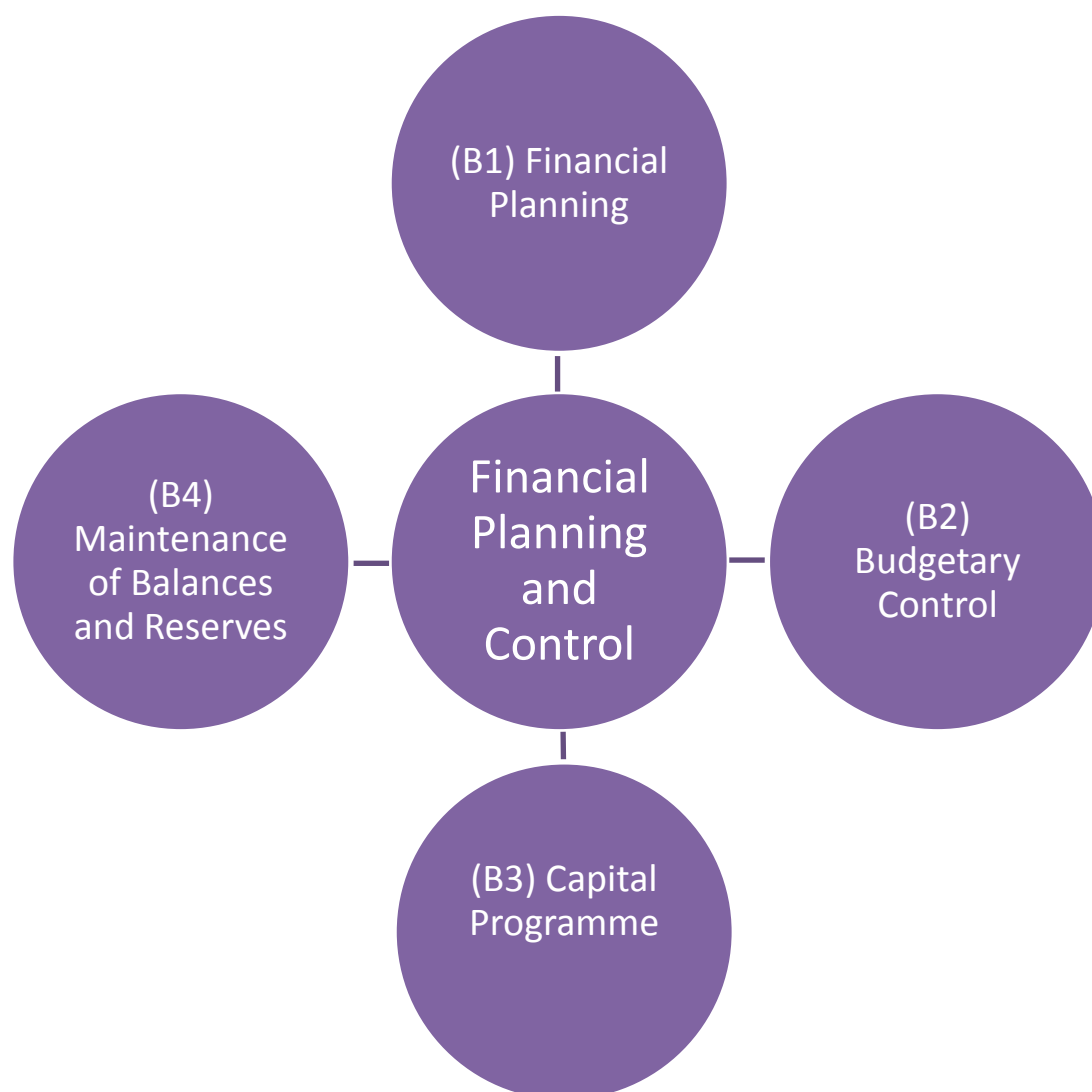 (B1) Financial
Planning
(B4)
Maintenance
of Balances
and Reserves
Financial
Planning
and
Control
(B2)
Budgetary
Control
(B3) Capital
Programme